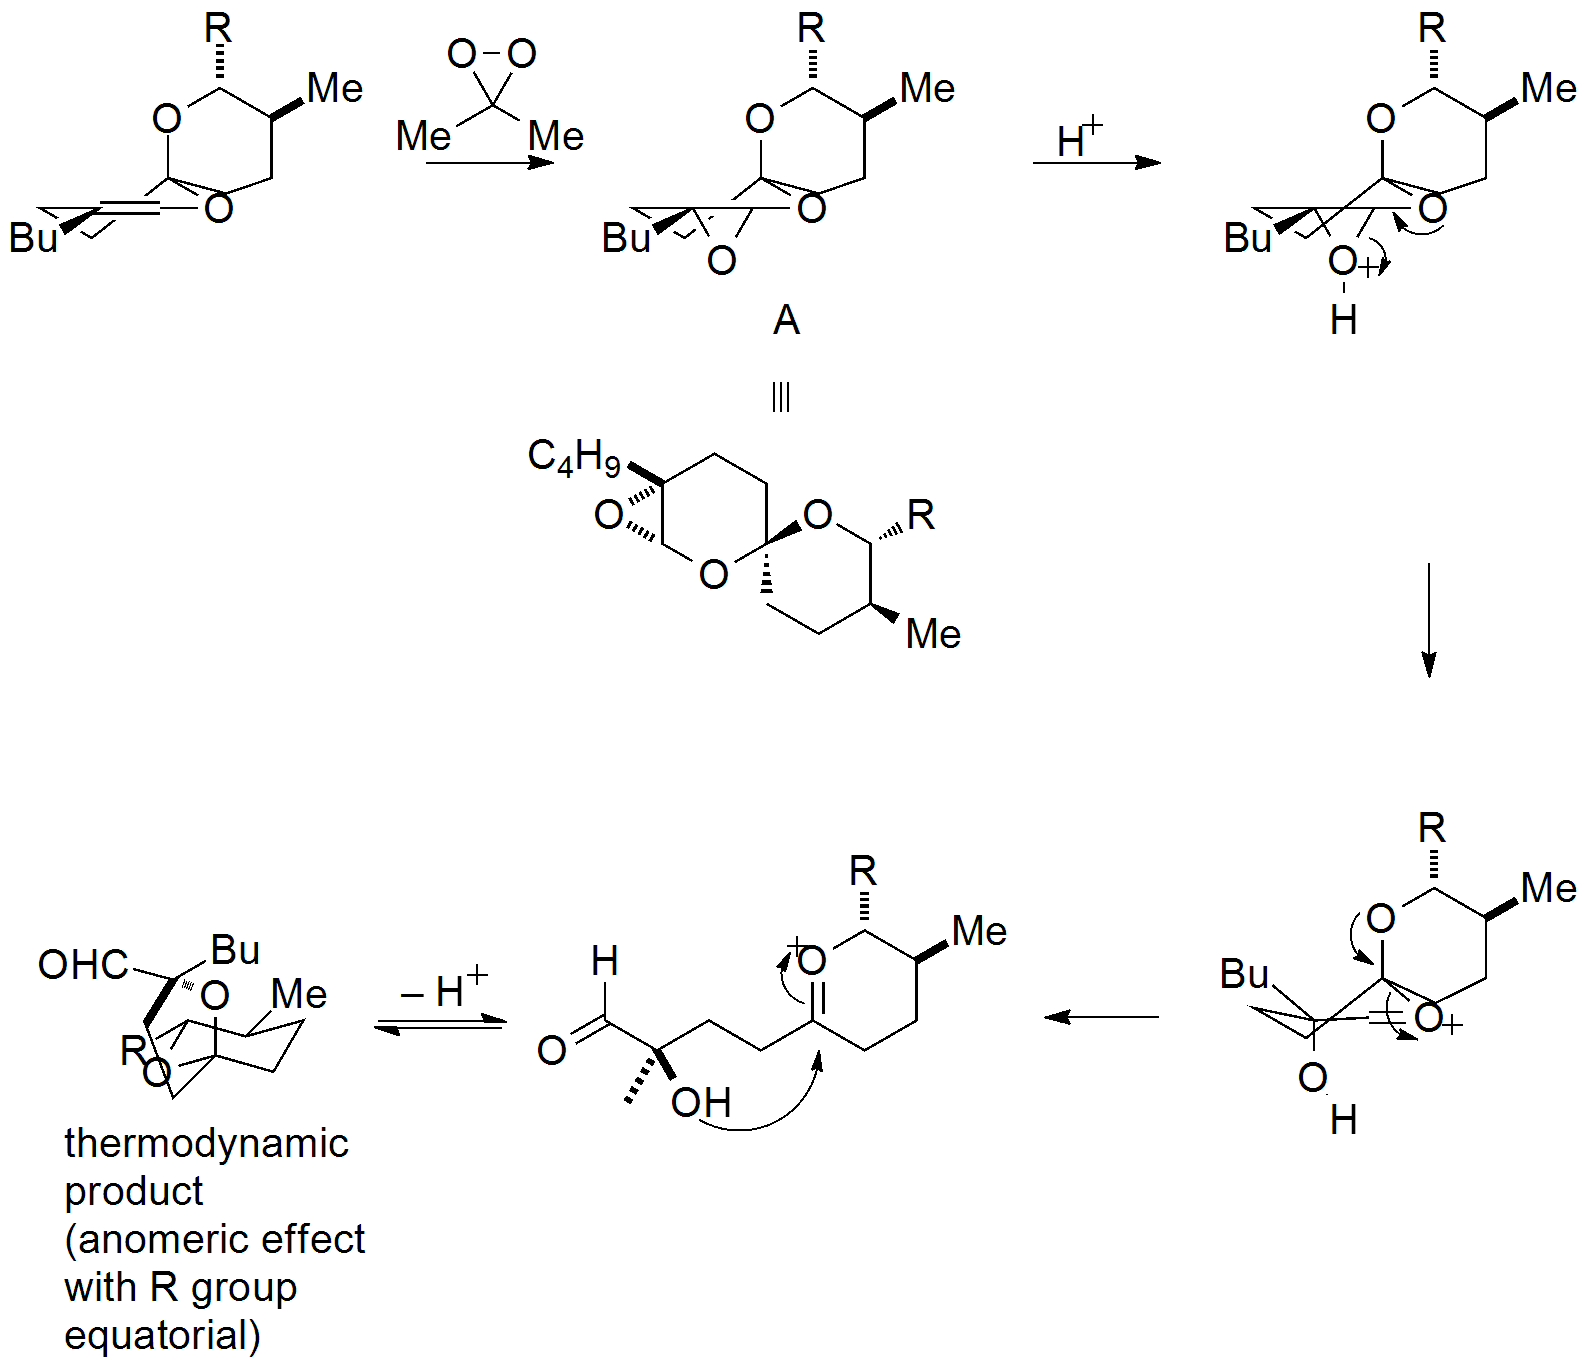 R
Me
O
O
Bu
O
O
Me
Me
R
Me
O
O
Bu
O
H+
R
Me
O
O
Bu
O
+
H
A
C4H9
O
O
O
R
Me
R
Me
O
Bu
O
+
O
H
R
Me
+
O
H
O
OH
– H+
OHC
Bu
O
Me
R
O
thermodynamic
product
(anomeric effect
with R group
equatorial)